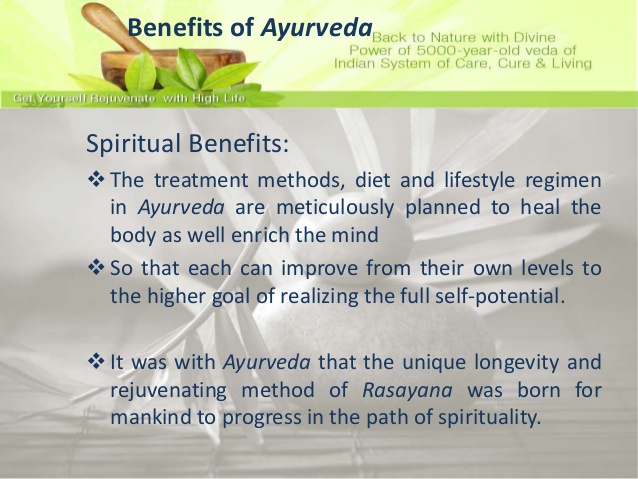 Benefits of Ayurveda
Back to Nature with Divine
Power of 5000-year-old veda of
Indian System of Care, Cure & Living
Get Yourself Rejuvenate with High Life
Spiritual Benefits:
❖ The treatment methods, diet and lifestyle regimen
in Ayurveda are meticulously planned to heal the
body as well enrich the mind
❖ So that each can improve from their own levels to
the higher goal of realizing the full self-potential.
❖ It was with Ayurveda that the unique longevity and
rejuvenating method of Rasayana was born for
mankind to progress in the path of spirituality.